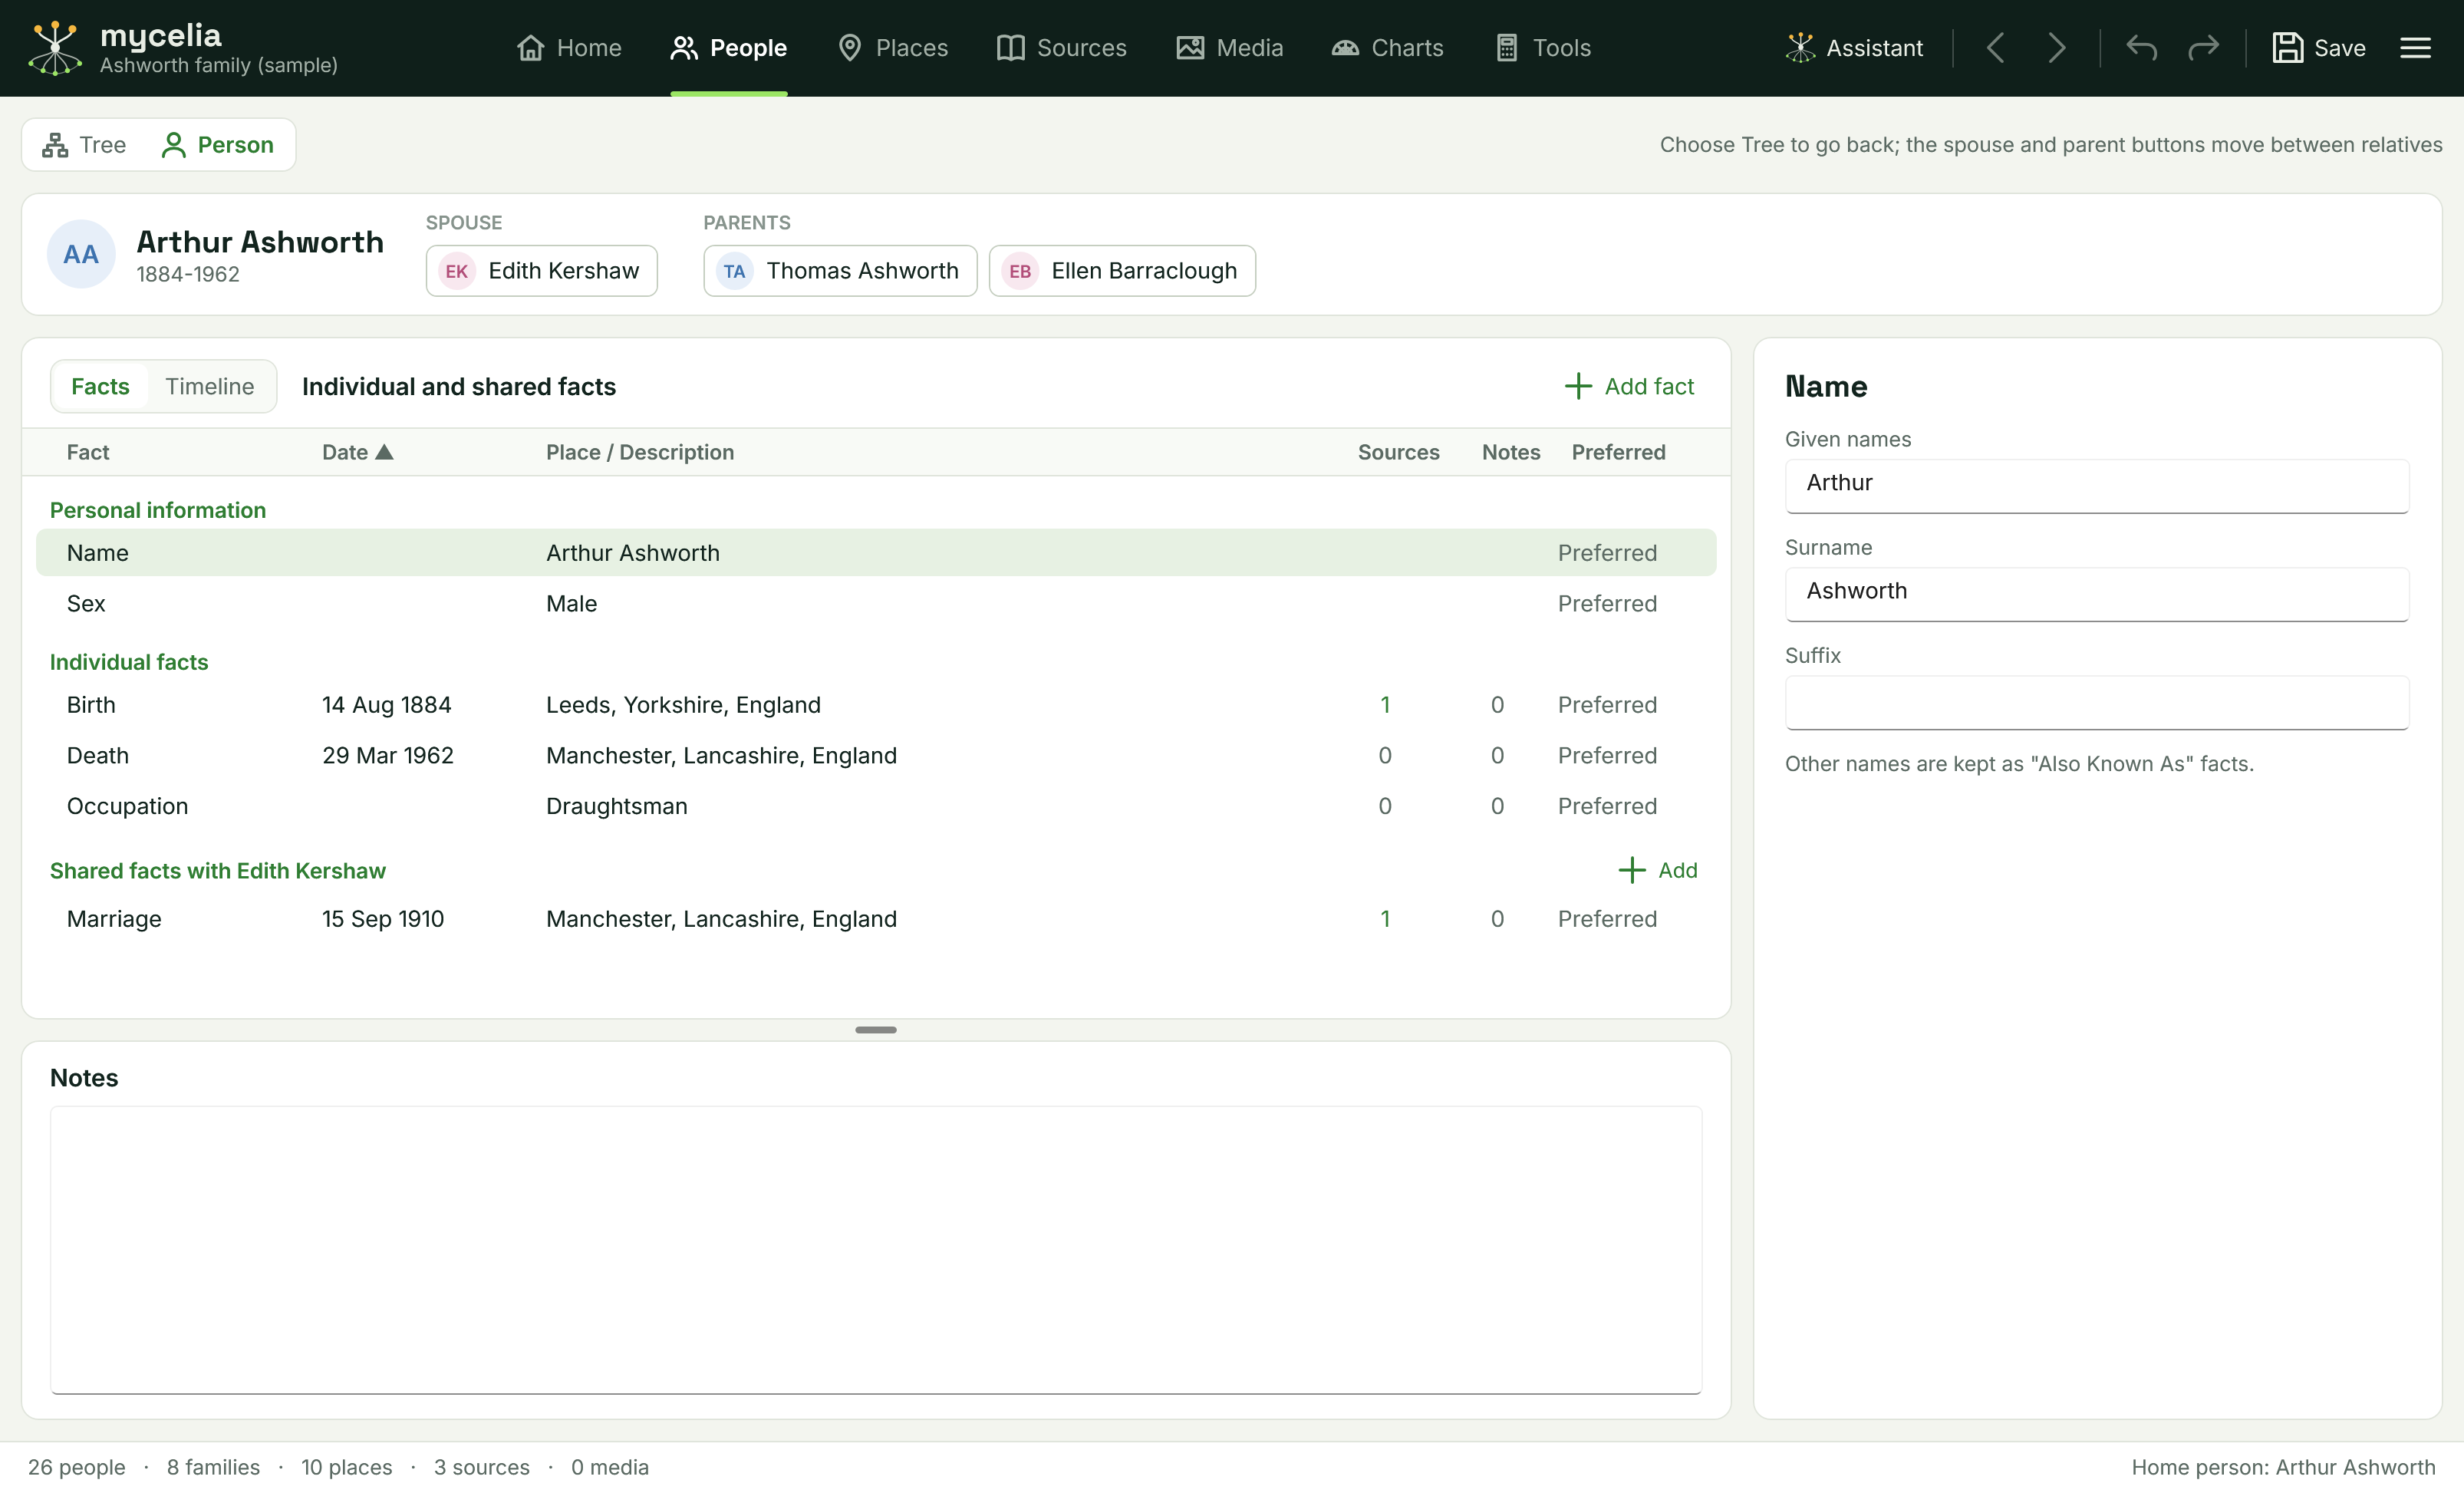 mycelia
Ashworth family (sample)
Home
People
Places
Sources
Media
Charts
Tools
Assistant
Save
Tree
Person
Choose Tree to go back; the spouse and parent buttons move between relatives
AA
Arthur Ashworth
1884-1962
SPOUSE
EK Edith Kershaw
PARENTS
TA Thomas Ashworth
EB Ellen Barraclough
Facts
Timeline
Individual and shared facts
Add fact
Fact Date ▲ Place / Description Sources Notes Preferred
Personal information
Name Arthur Ashworth Preferred
Sex Male Preferred
Individual facts
Birth 14 Aug 1884 Leeds, Yorkshire, England 1 0 Preferred
Death 29 Mar 1962 Manchester, Lancashire, England 0 0 Preferred
Occupation Draughtsman 0 0 Preferred
Shared facts with Edith Kershaw
Add
Marriage 15 Sep 1910 Manchester, Lancashire, England 1 0 Preferred
Notes
Name
Given names
Arthur
Surname
Ashworth
Suffix
Other names are kept as "Also Known As" facts.
26 people · 8 families · 10 places · 3 sources · 0 media
Home person: Arthur Ashworth